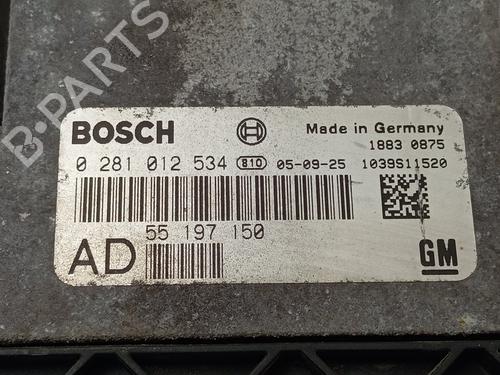 B-PARTS
BOSCH
Made in Germany
1883 0875
0 281 012 534 810 05-09-25 1039S11520
55 197 150
AD
GM